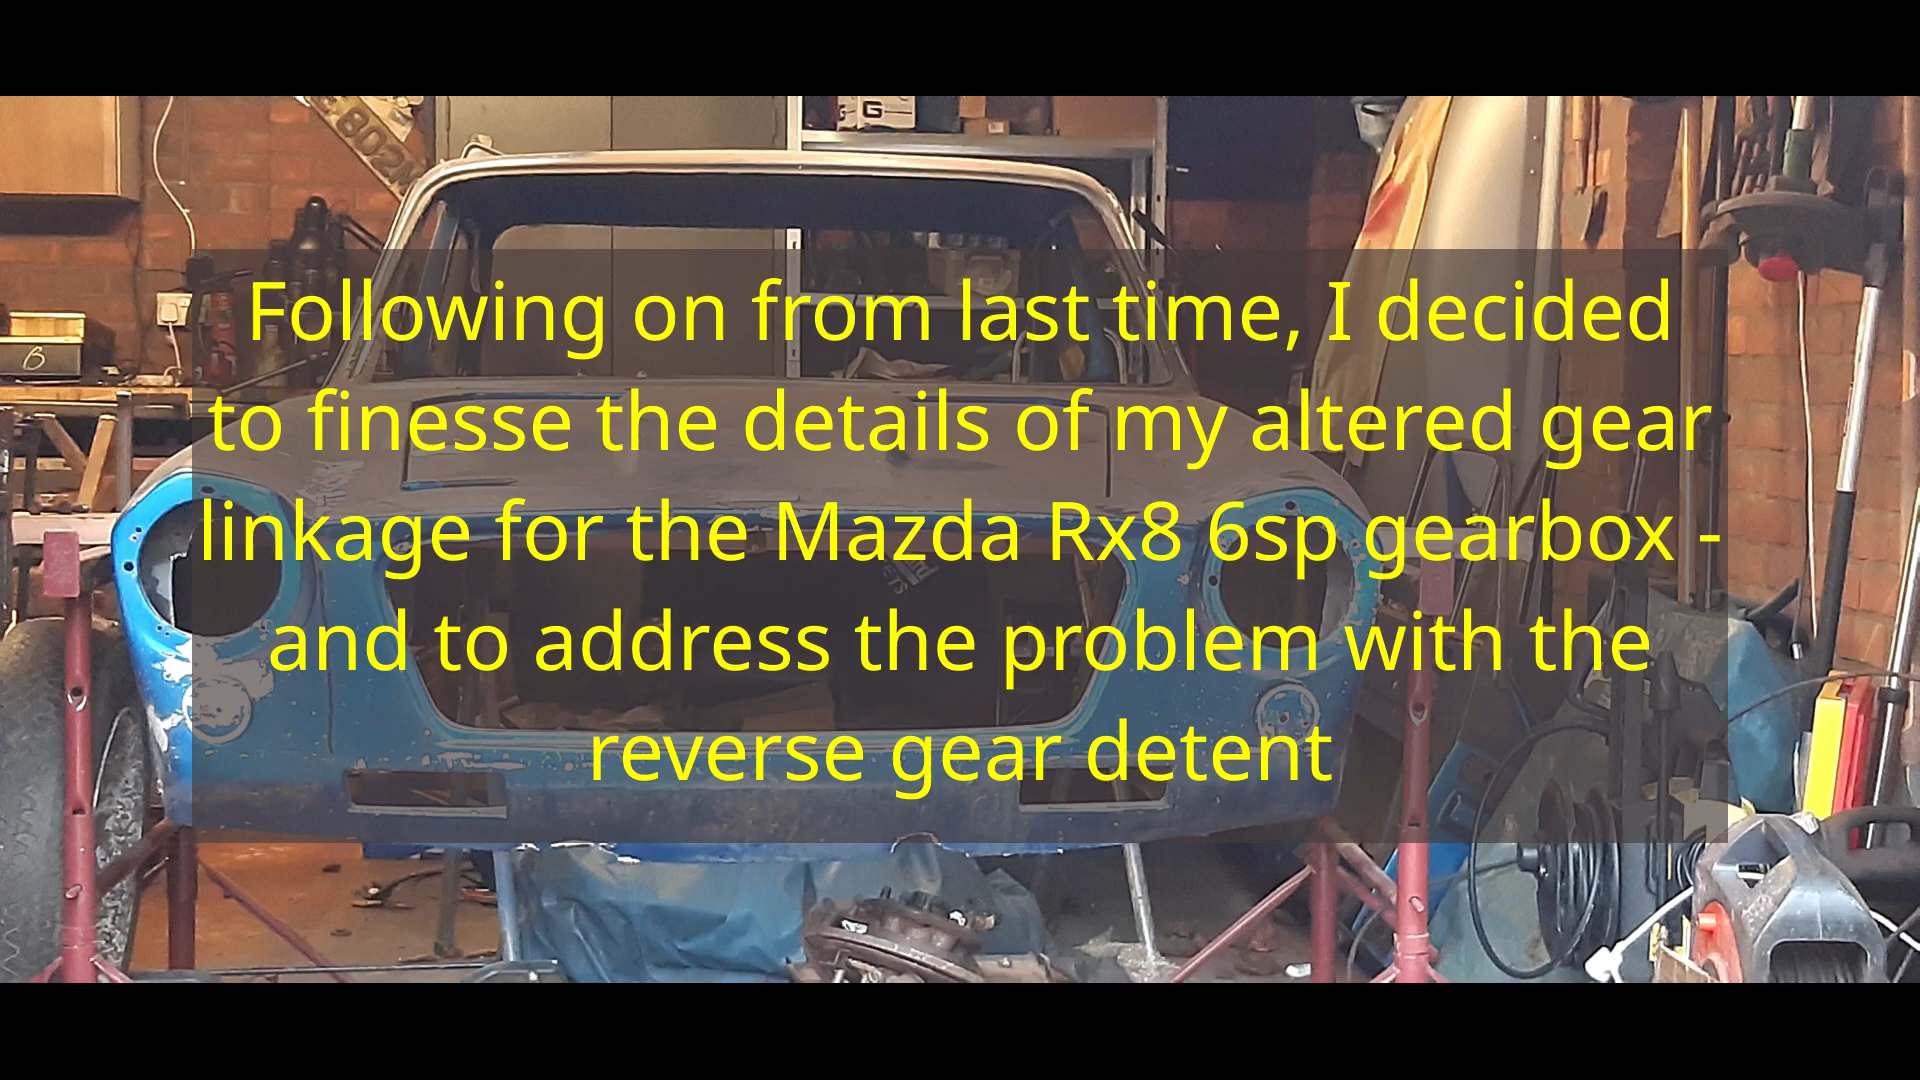 802
G
Following on from last time, I decided
to finesse the details of my altered gear
linkage for the Mazda Rx8 6sp gearbox -
and to address the problem with the
reverse gear detent
B